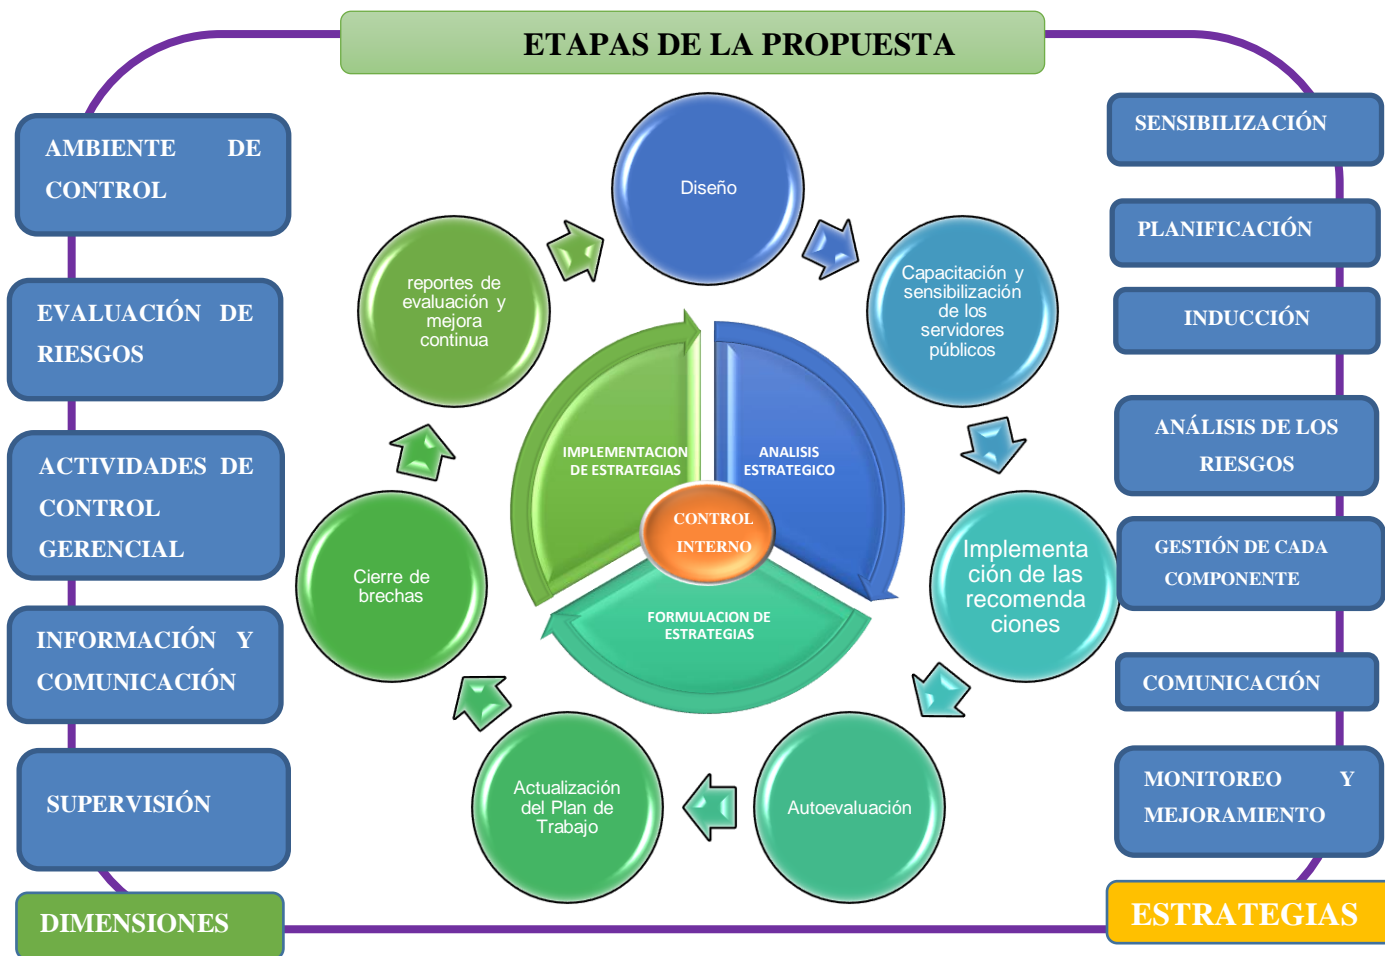 ETAPAS DE LA PROPUESTA
AMBIENTE DE
CONTROL
EVALUACIÓN DE
RIESGOS
ACTIVIDADES DE
CONTROL
GERENCIAL
INFORMACIÓN Y
COMUNICACIÓN
SUPERVISIÓN
DIMENSIONES
Diseño
Capacitación y
sensibilización
de los
servidores
públicos
Implementa
ción de las
recomenda
ciones
Autoevaluación
Actualización
del Plan de
Trabajo
Cierre de
brechas
reportes de
evaluación y
mejora
continua
ANALISIS
ESTRATEGICO
FORMULACION DE
ESTRATEGIAS
IMPLEMENTACION
DE ESTRATEGIAS
CONTROL
INTERNO
SENSIBILIZACIÓN
PLANIFICACIÓN
INDUCCIÓN
ANÁLISIS DE LOS
RIESGOS
GESTIÓN DE CADA
COMPONENTE
COMUNICACIÓN
MONITOREO Y
MEJORAMIENTO
ESTRATEGIAS